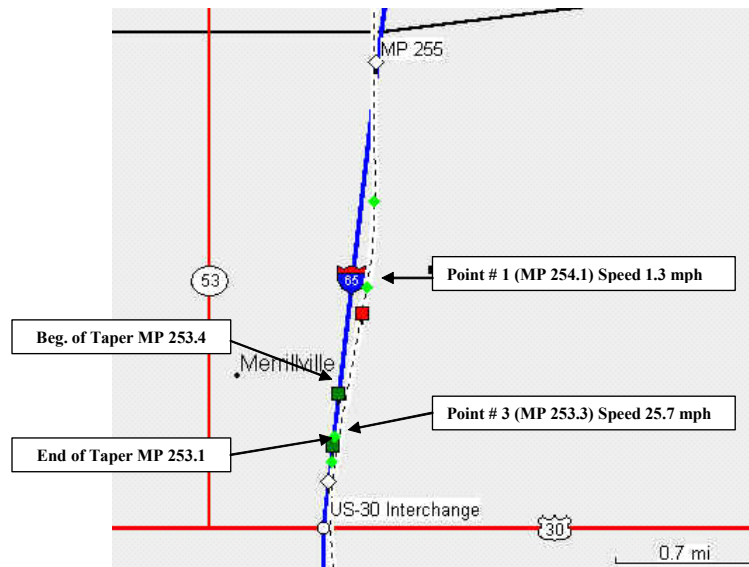 MP 255
Point # 1 (MP 254.1) Speed 1.3 mph
53
65
Beg. of Taper MP 253.4
Merrillville
Point # 3 (MP 253.3) Speed 25.7 mph
End of Taper MP 253.1
US-30 Interchange
30
0.7 mi